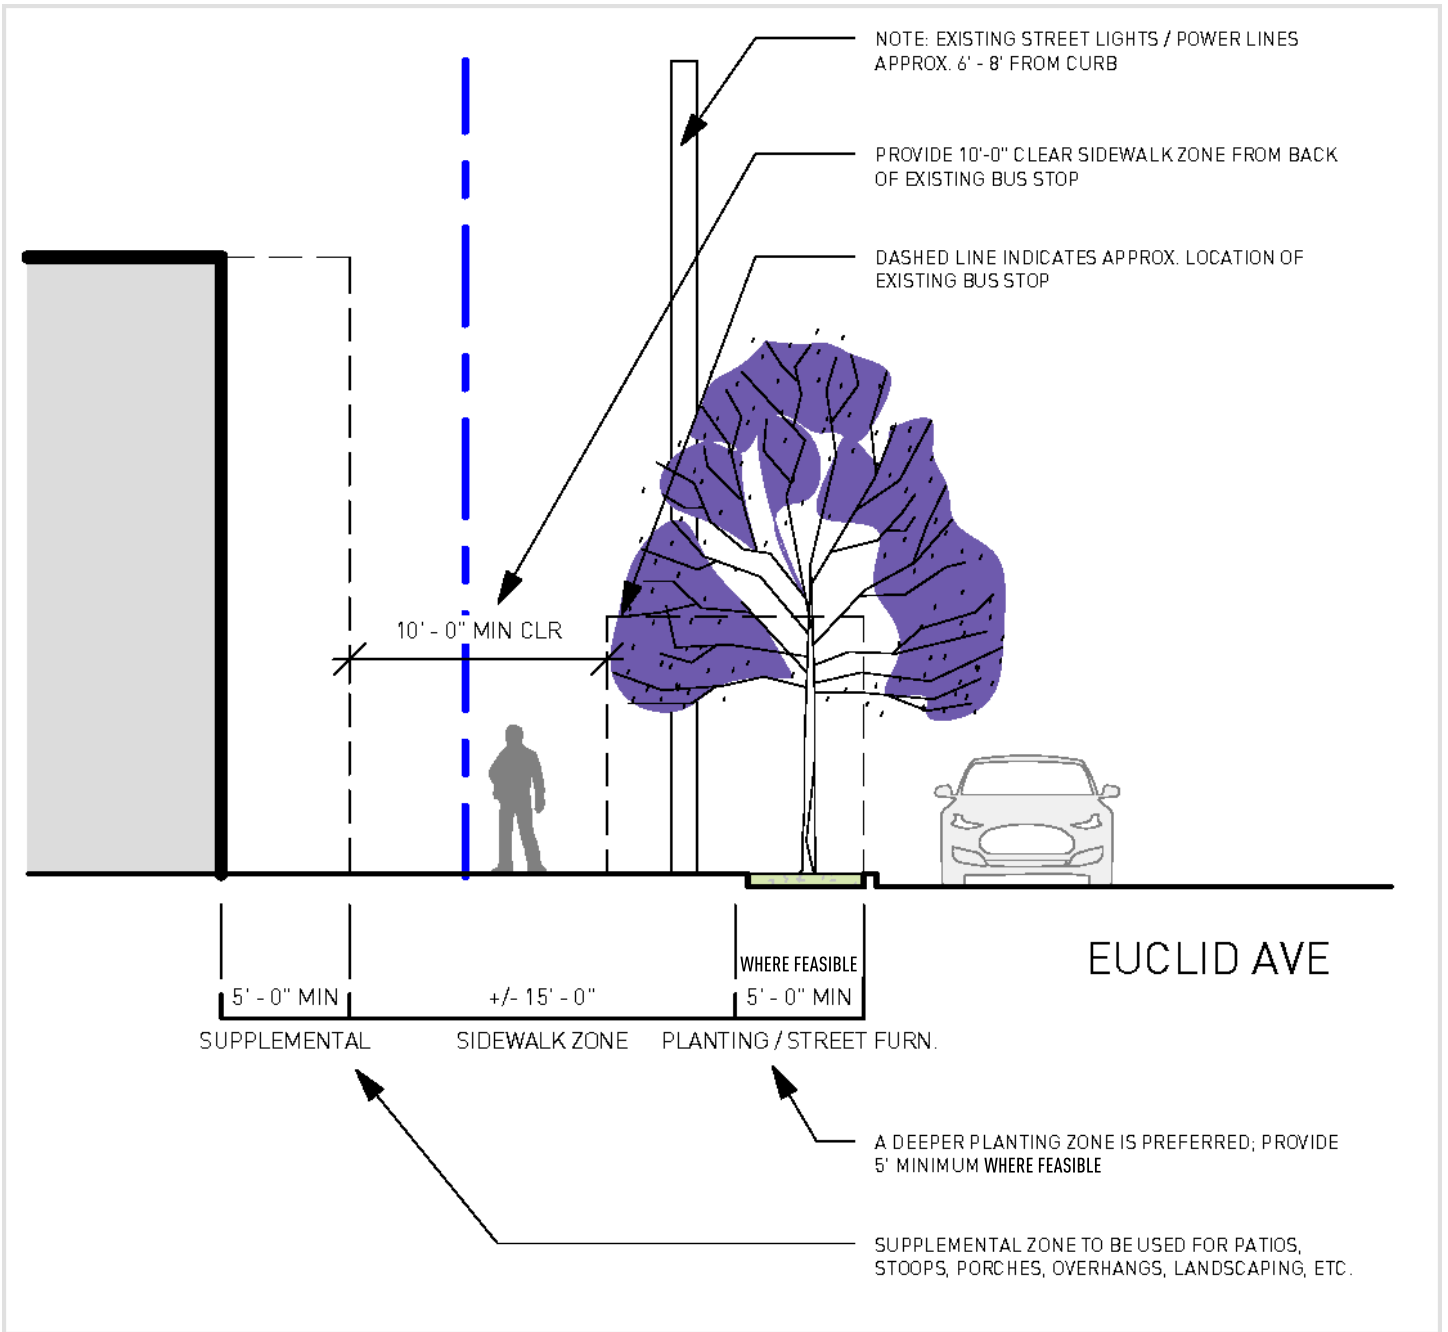 NOTE: EXISTING STREET LIGHTS / POWER LINES
APPROX. 6' - 8' FROM CURB
PROVIDE 10'-0" CLEAR SIDEWALK ZONE FROM BACK
OF EXISTING BUS STOP
DASHED LINE INDICATES APPROX. LOCATION OF
EXISTING BUS STOP
10' - 0" MIN CLR
EUCLID AVE
WHERE FEASIBLE
5' - 0" MIN
+/- 15' - 0"
5' - 0" MIN
SUPPLEMENTAL
SIDEWALK ZONE
PLANTING / STREET FURN.
A DEEPER PLANTING ZONE IS PREFERRED; PROVIDE
5' MINIMUM WHERE FEASIBLE
SUPPLEMENTAL ZONE TO BE USED FOR PATIOS,
STOOPS, PORCHES, OVERHANGS, LANDSCAPING, ETC.